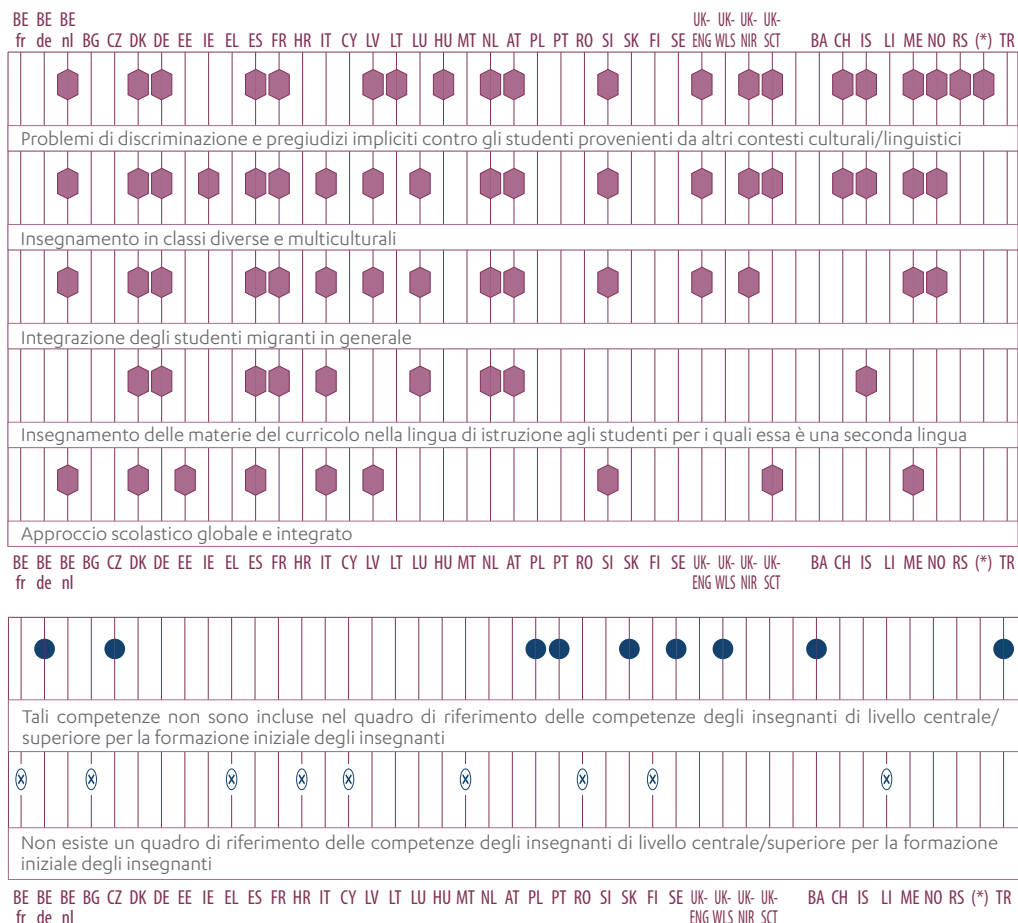 BE BE BE UK- UK- UK- UK-
fr de nl BG CZ DK DE EE IE EL ES FR HR IT CY LV LT LU HU MT NL AT PL PT RO SI SK FI SE ENG WLS NIR SCT BA CH IS LI ME NO RS (*) TR
Problemi di discriminazione e pregiudizi impliciti contro gli studenti provenienti da altri contesti culturali/linguistici
Insegnamento in classi diverse e multiculturali
Integrazione degli studenti migranti in generale
Insegnamento delle materie del curricolo nella lingua di istruzione agli studenti per i quali essa è una seconda lingua
Approccio scolastico globale e integrato
BE BE BE BG CZ DK DE EE IE EL ES FR HR IT CY LV LT LU HU MT NL AT PL PT RO SI SK FI SE UK- UK- UK- UK- BA CH IS LI ME NO RS (*) TR
fr de nl ENG WLS NIR SCT
Tali competenze non sono incluse nel quadro di riferimento delle competenze degli insegnanti di livello centrale/
superiore per la formazione iniziale degli insegnanti
x x x x x x x x x
Non esiste un quadro di riferimento delle competenze degli insegnanti di livello centrale/superiore per la formazione
iniziale degli insegnanti
BE BE BE BG CZ DK DE EE IE EL ES FR HR IT CY LV LT LU HU MT NL AT PL PT RO SI SK FI SE UK- UK- UK- UK- BA CH IS LI ME NO RS (*) TR
fr de nl ENG WLS NIR SCT